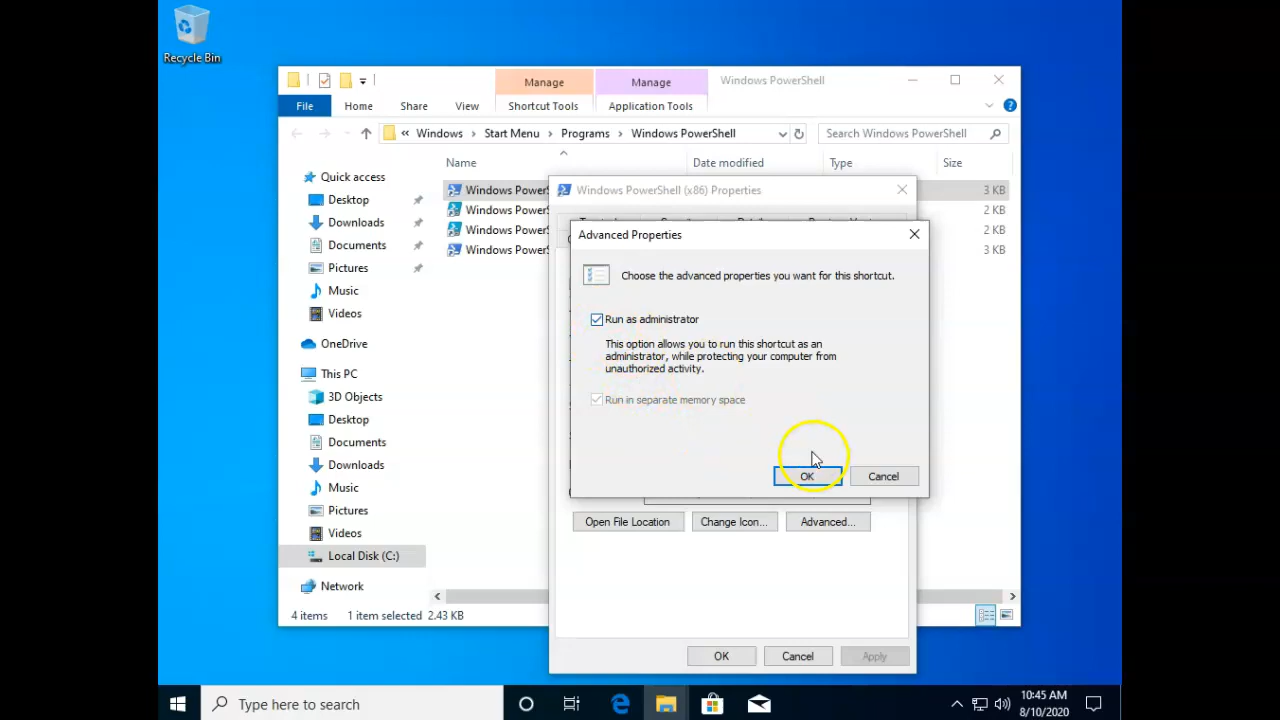 Recycle Bin
Manage
Manage
Windows PowerShell
File
Home
Share
View
Shortcut Tools
Application Tools
« Windows > Start Menu > Programs > Windows PowerShell
Search Windows PowerShell
Name
Date modified
Type
Size
Quick access
Desktop
Downloads
Documents
Pictures
Music
Videos
OneDrive
This PC
3D Objects
Desktop
Documents
Downloads
Music
Pictures
Videos
Local Disk (C:)
Network
Windows
3 KB
Windows
2 KB
Windows
2 KB
Windows
3 KB
4 items
1 item selected
2.43 KB
Windows PowerShell (x86) Properties
Advanced Properties
Choose the advanced properties you want for this shortcut.
Run as administrator
This option allows you to run this shortcut as an
administrator, while protecting your computer from
unauthorized activity.
Run in separate memory space
OK
Cancel
Open File Location
Change Icon...
Advanced...
OK
Cancel
Apply
Type here to search
10:45 AM
8/10/2020